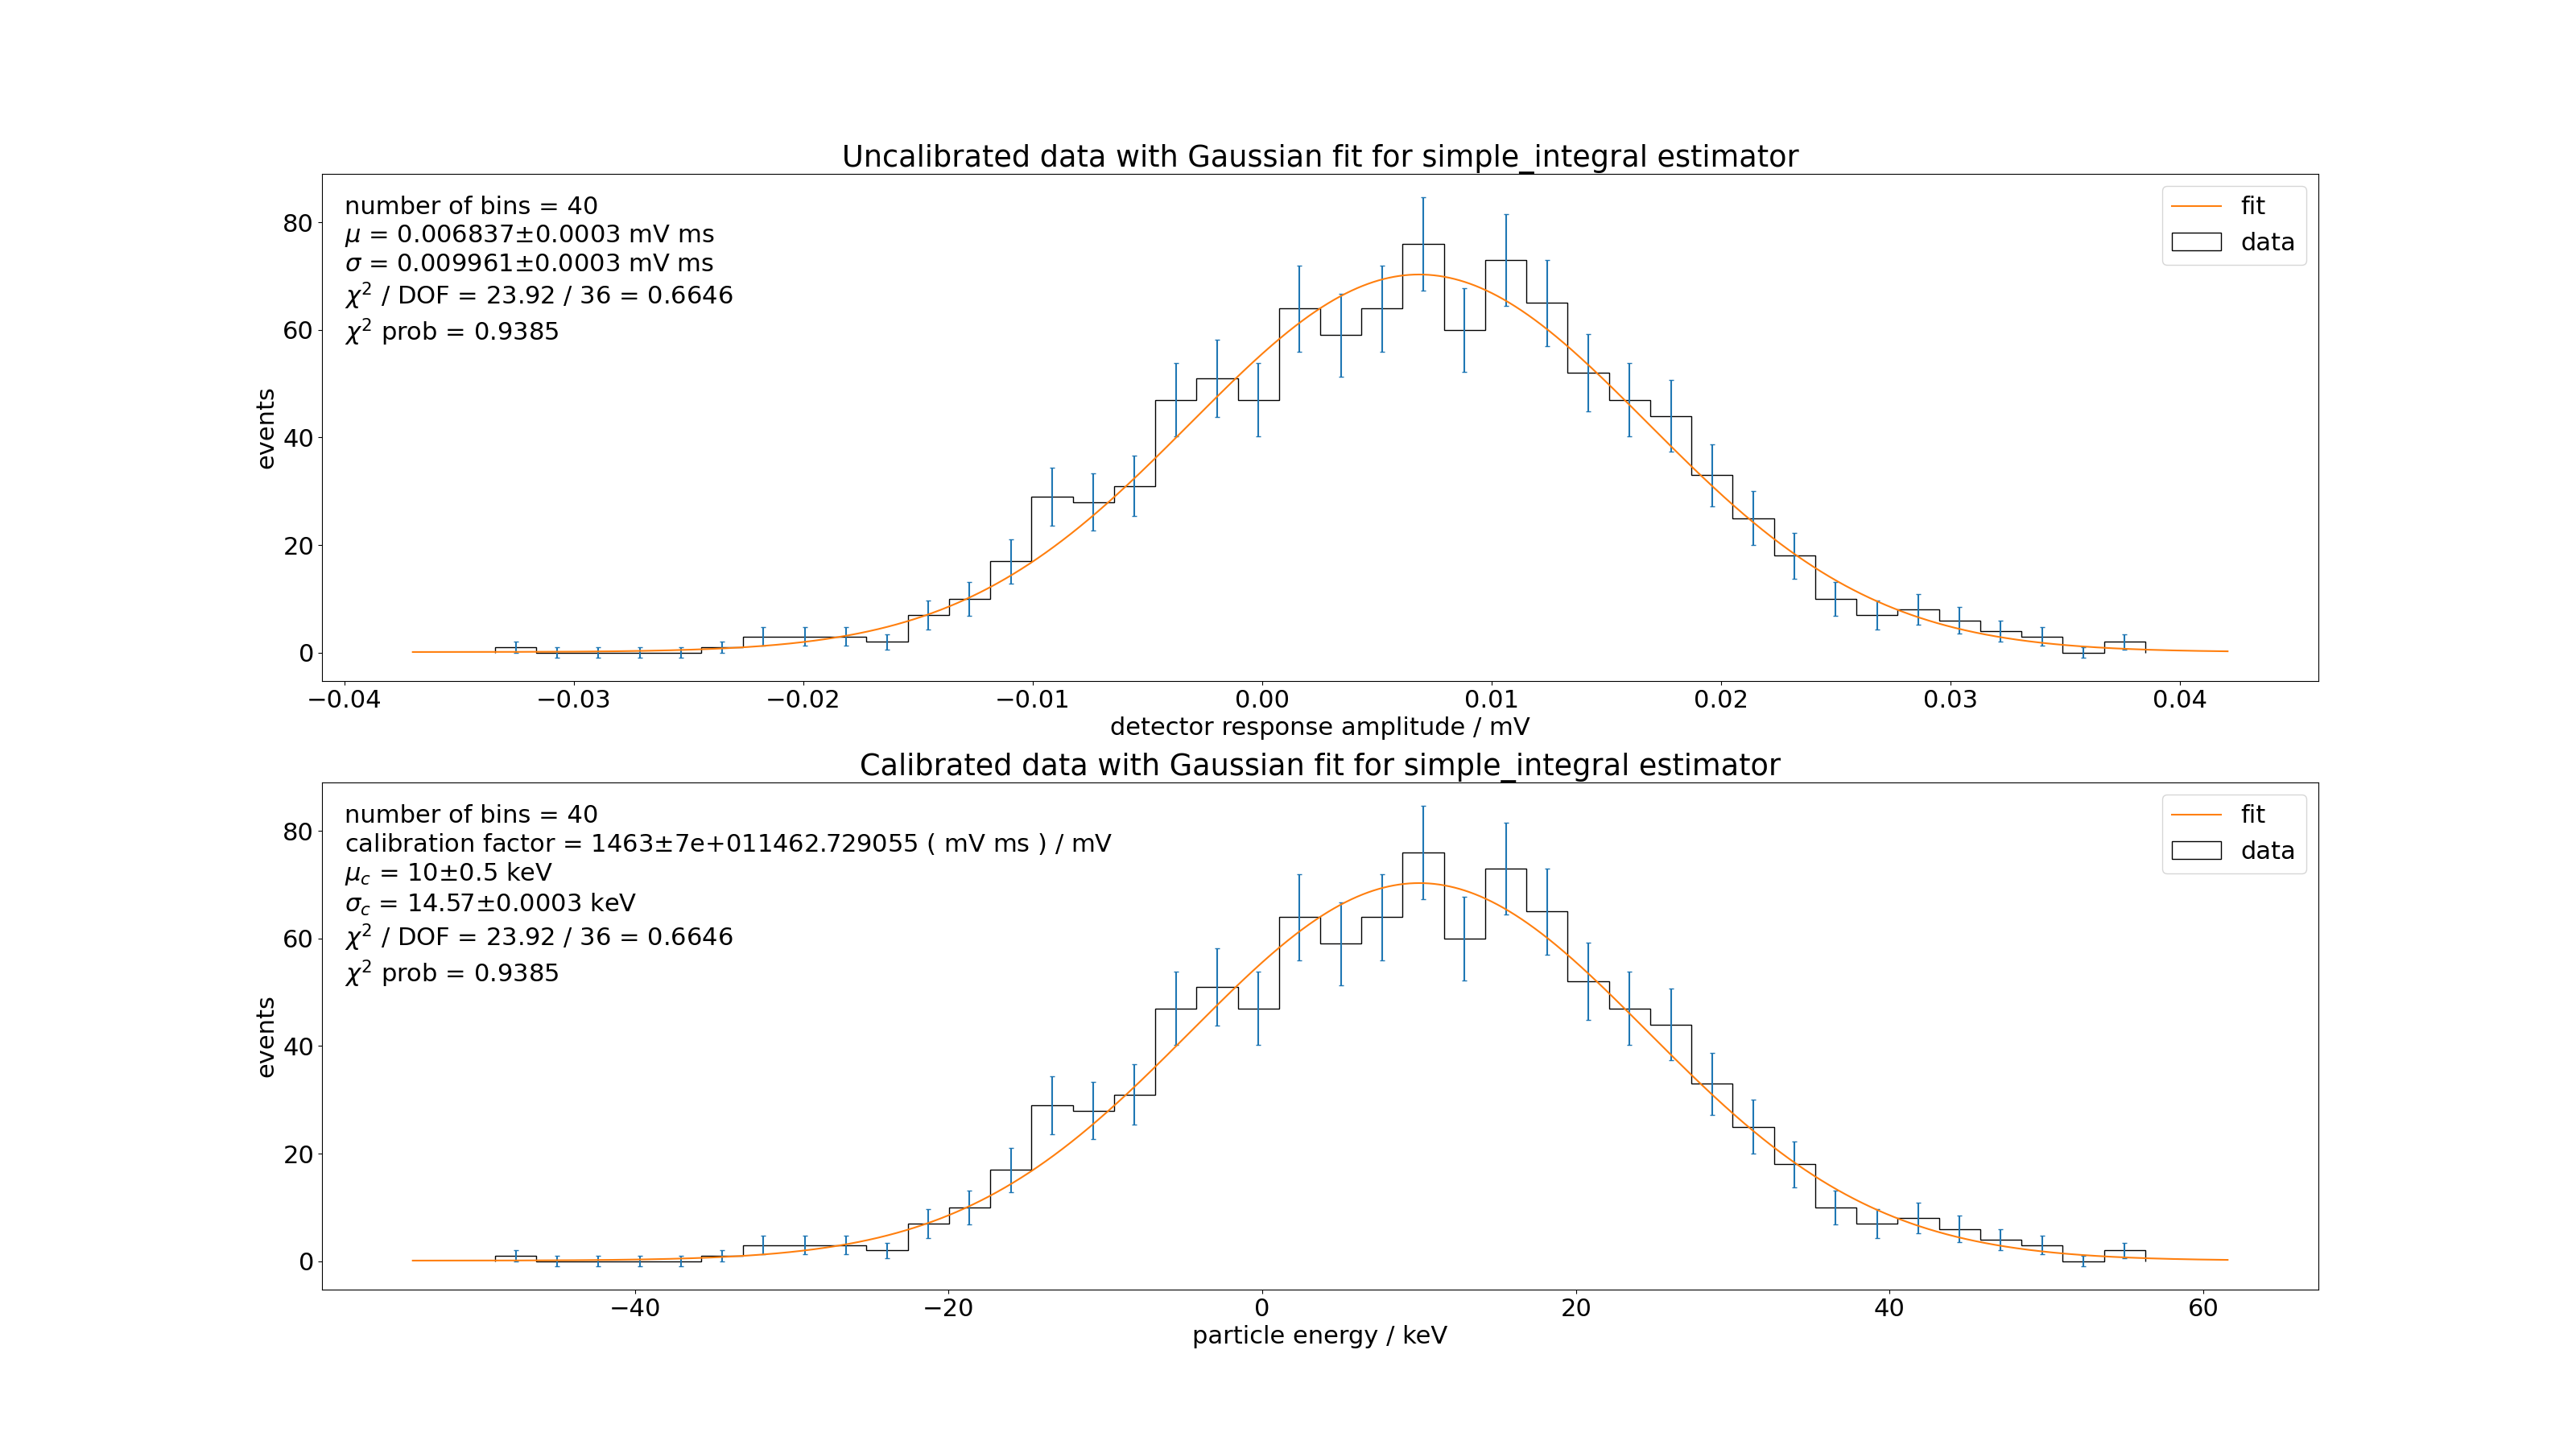 Uncalibrated data with Gaussian fit for simple_integral estimator
number of bins = 40
μ = 0.006837±0.0003 mV ms
σ = 0.009961±0.0003 mV ms
χ² / DOF = 23.92 / 36 = 0.6646
χ² prob = 0.9385
fit
data
80
60
40
20
0
events
−0.04 −0.03 −0.02 −0.01 0.00 0.01 0.02 0.03 0.04
detector response amplitude / mV
Calibrated data with Gaussian fit for simple_integral estimator
number of bins = 40
calibration factor = 1463±7e+011462.729055 ( mV ms ) / mV
μc = 10±0.5 keV
σc = 14.57±0.0003 keV
χ² / DOF = 23.92 / 36 = 0.6646
χ² prob = 0.9385
fit
data
80
60
40
20
0
events
−40 −20 0 20 40 60
particle energy / keV